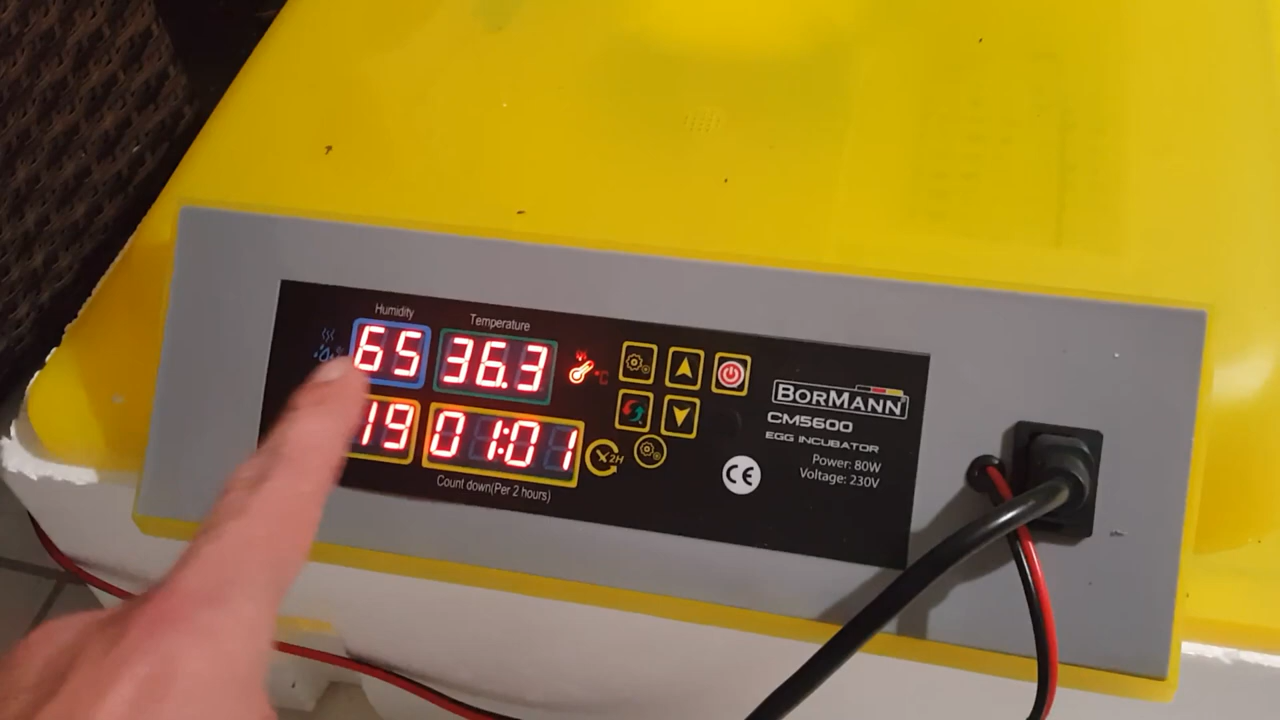 Humidity
Temperature
65
36.3
°C
19
01:01
X2H
Count down(Per 2 hours)
BORMANN
CM5600
EGG INCUBATOR
Power: 80W
Voltage: 230V
CE